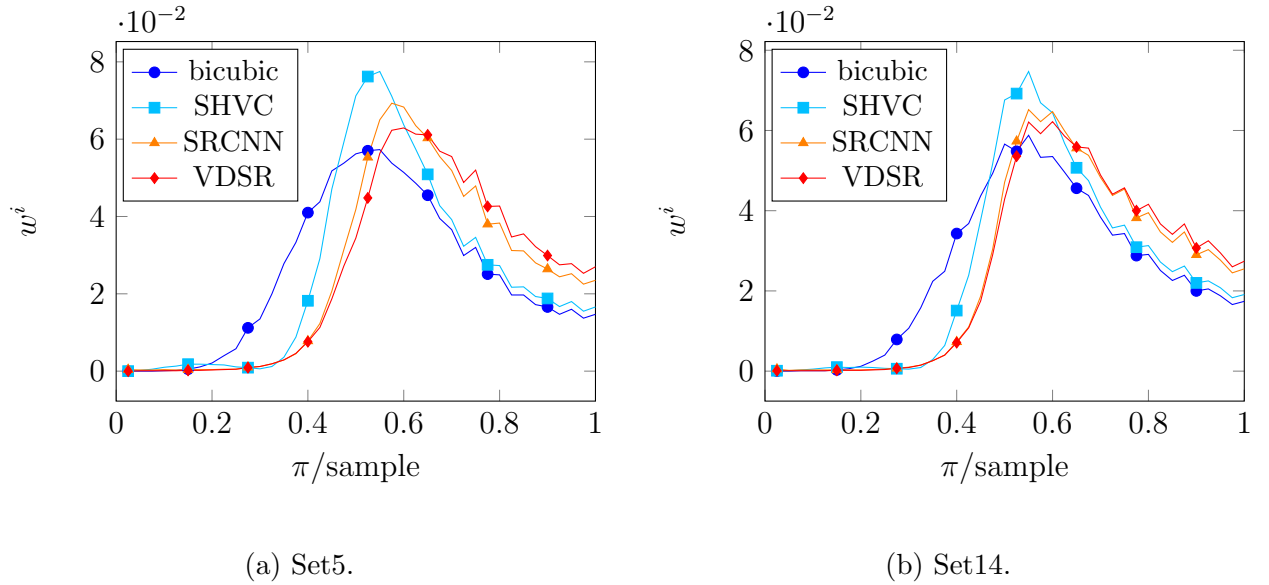 ·10⁻²
8
6
4
2
0
wⁱ
bicubic
SHVC
SRCNN
VDSR
0 0.2 0.4 0.6 0.8 1
π/sample
(a) Set5.
·10⁻²
8
6
4
2
0
wⁱ
bicubic
SHVC
SRCNN
VDSR
0 0.2 0.4 0.6 0.8 1
π/sample
(b) Set14.